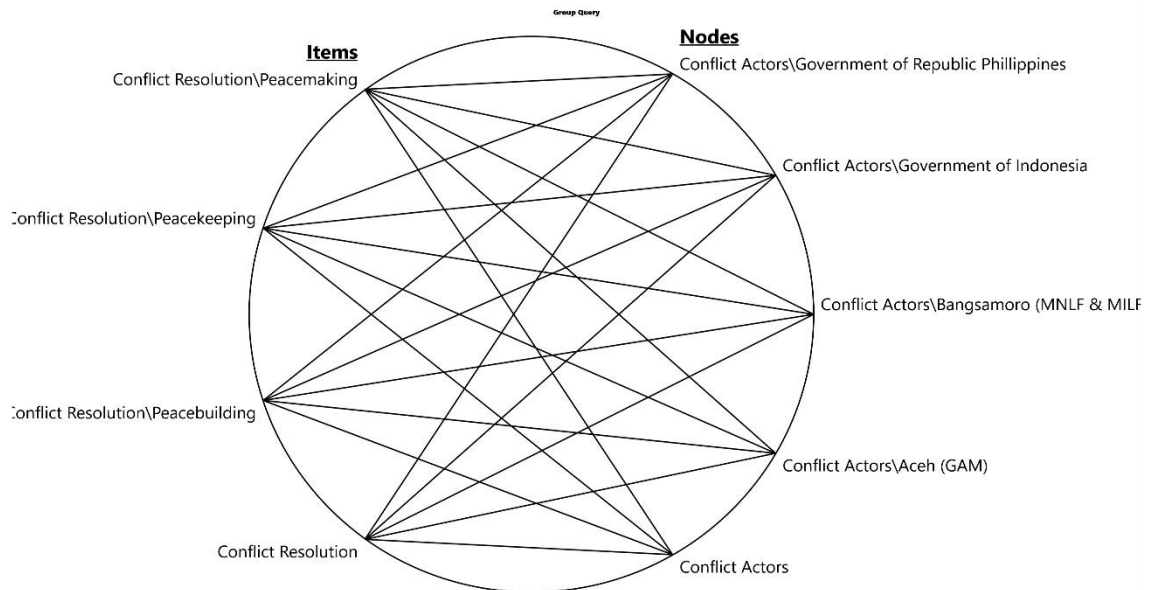 Group Query
Items
Nodes
Conflict Resolution\Peacemaking
Conflict Actors\Government of Republic Phillippines
Conflict Actors\Government of Indonesia
Conflict Resolution\Peacekeeping
Conflict Actors\Bangsamoro (MNLF & MILF
Conflict Resolution\Peacebuilding
Conflict Actors\Aceh (GAM)
Conflict Resolution
Conflict Actors